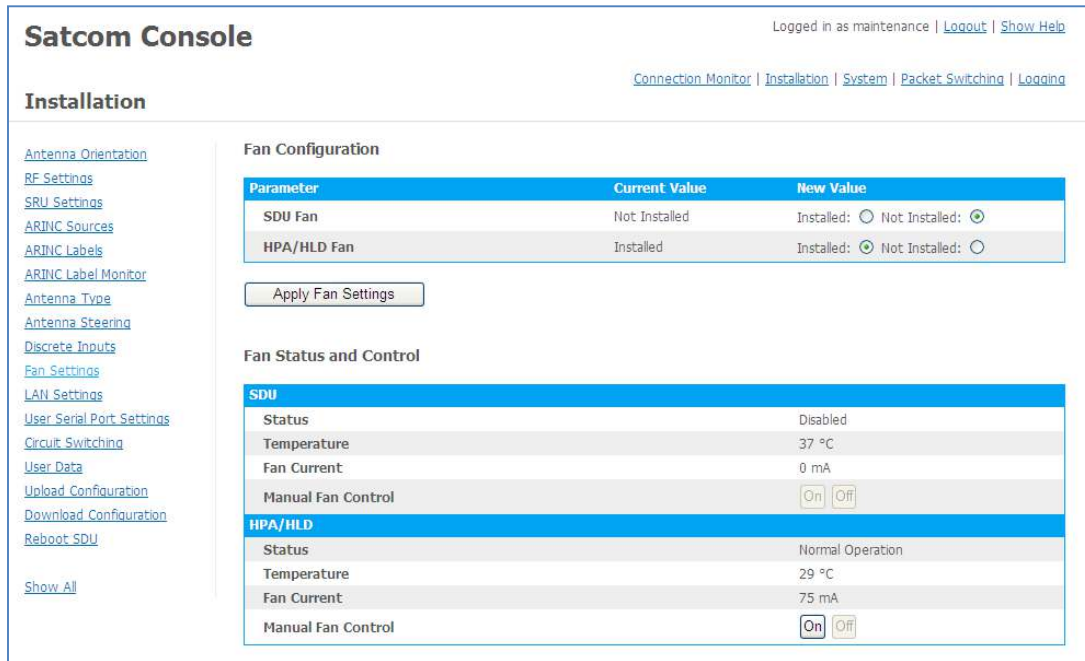 Satcom Console
Logged in as maintenance | Logout | Show Help
Connection Monitor | Installation | System | Packet Switching | Logging
Installation
Antenna Orientation
RF Settings
SRU Settings
ARINC Sources
ARINC Labels
ARINC Label Monitor
Antenna Type
Antenna Steering
Discrete Inputs
Fan Settings
LAN Settings
User Serial Port Settings
Circuit Switching
User Data
Upload Configuration
Download Configuration
Reboot SDU
Show All
Fan Configuration
Parameter Current Value New Value
SDU Fan Not Installed Installed: Not Installed:
HPA/HLD Fan Installed Installed: Not Installed:
Apply Fan Settings
Fan Status and Control
SDU
Status Disabled
Temperature 37 °C
Fan Current 0 mA
Manual Fan Control On Off
HPA/HLD
Status Normal Operation
Temperature 29 °C
Fan Current 75 mA
Manual Fan Control On Off